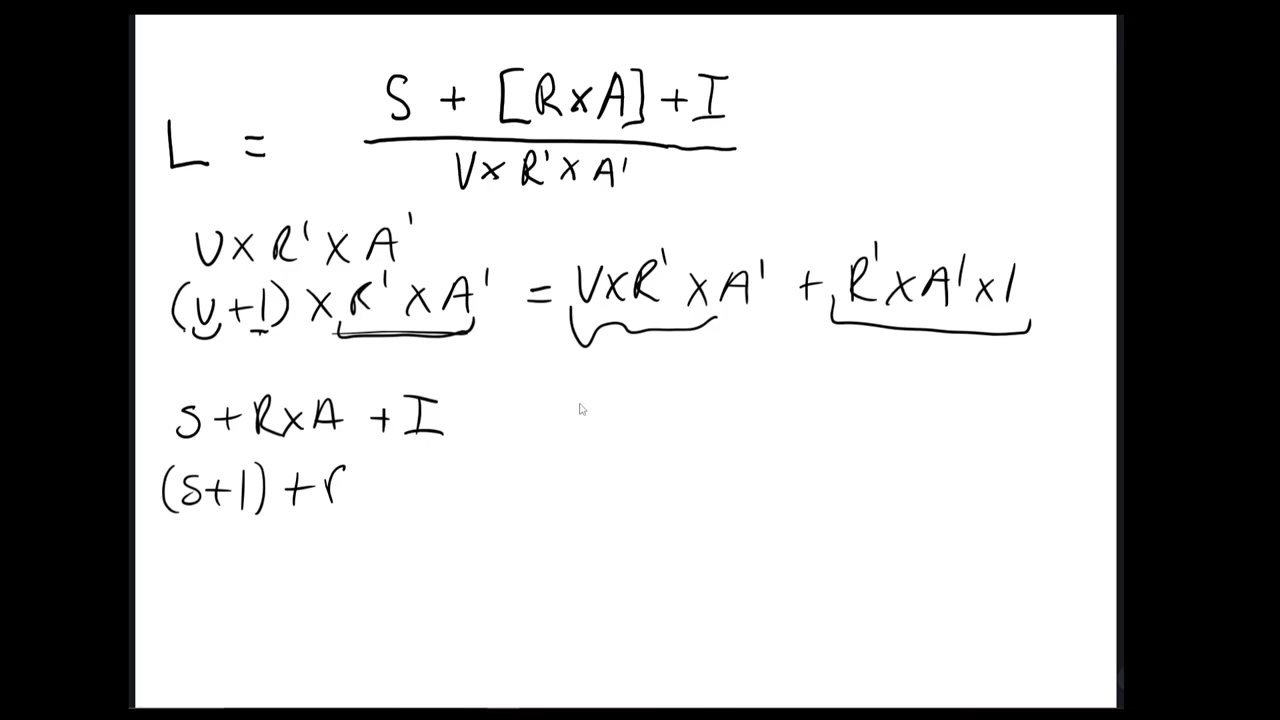 L = S + [R×A] + I
V× R'× A'
V× R'× A'
(v+1) × R'× A' = V×R' × A' + R'×A'×1
S + R×A + I
(S+1) + r